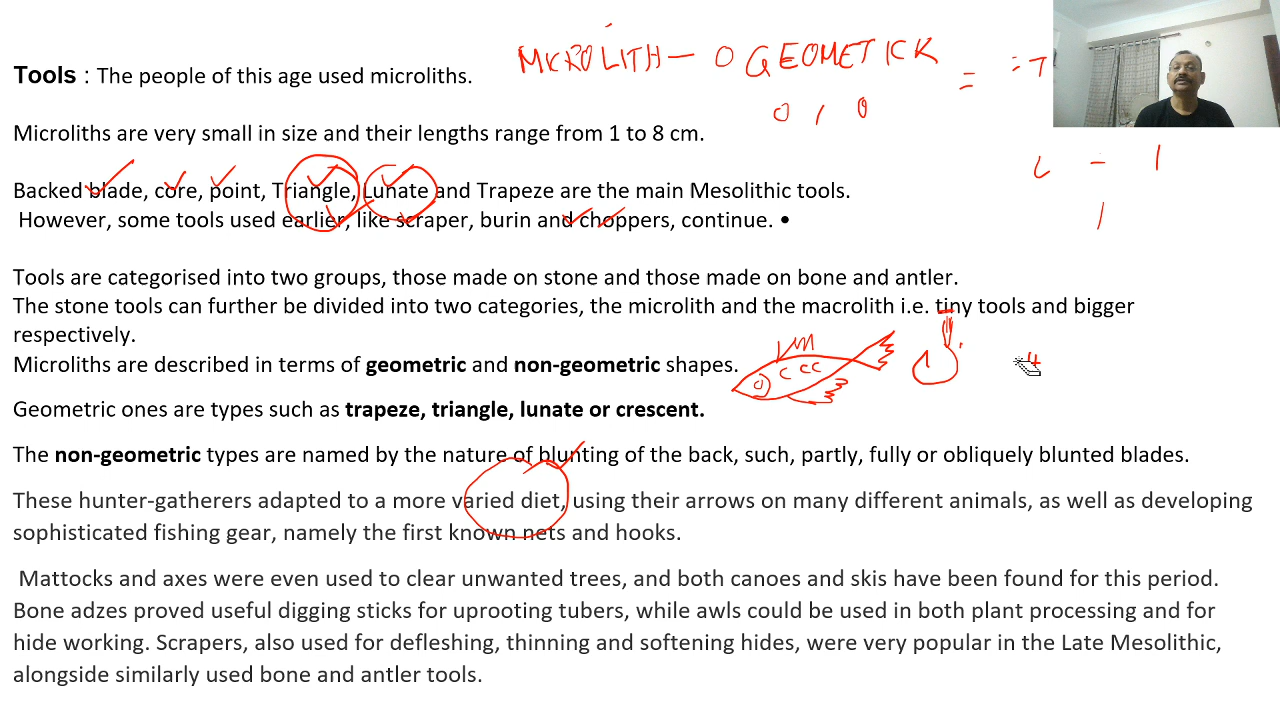 MCROLITH — O GEOMETICK
Tools : The people of this age used microliths.
Microliths are very small in size and their lengths range from 1 to 8 cm.
Backed blade, core, point, Triangle, Lunate and Trapeze are the main Mesolithic tools.
However, some tools used earlier, like scraper, burin and choppers, continue. •
Tools are categorised into two groups, those made on stone and those made on bone and antler.
The stone tools can further be divided into two categories, the microlith and the macrolith i.e. tiny tools and bigger
respectively.
Microliths are described in terms of geometric and non-geometric shapes.
Geometric ones are types such as trapeze, triangle, lunate or crescent.
The non-geometric types are named by the nature of blunting of the back, such, partly, fully or obliquely blunted blades.
These hunter-gatherers adapted to a more varied diet, using their arrows on many different animals, as well as developing
sophisticated fishing gear, namely the first known nets and hooks.
Mattocks and axes were even used to clear unwanted trees, and both canoes and skis have been found for this period.
Bone adzes proved useful digging sticks for uprooting tubers, while awls could be used in both plant processing and for
hide working. Scrapers, also used for defleshing, thinning and softening hides, were very popular in the Late Mesolithic,
alongside similarly used bone and antler tools.